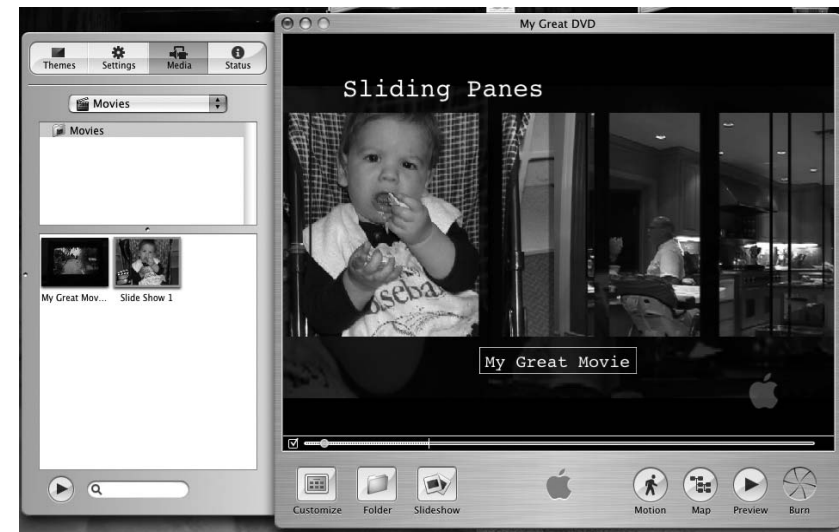 My Great DVD
Themes Settings Media Status
Movies
Movies
My Great Mov... Slide Show 1
Sliding Panes
My Great Movie
Customize Folder Slideshow Motion Map Preview Burn